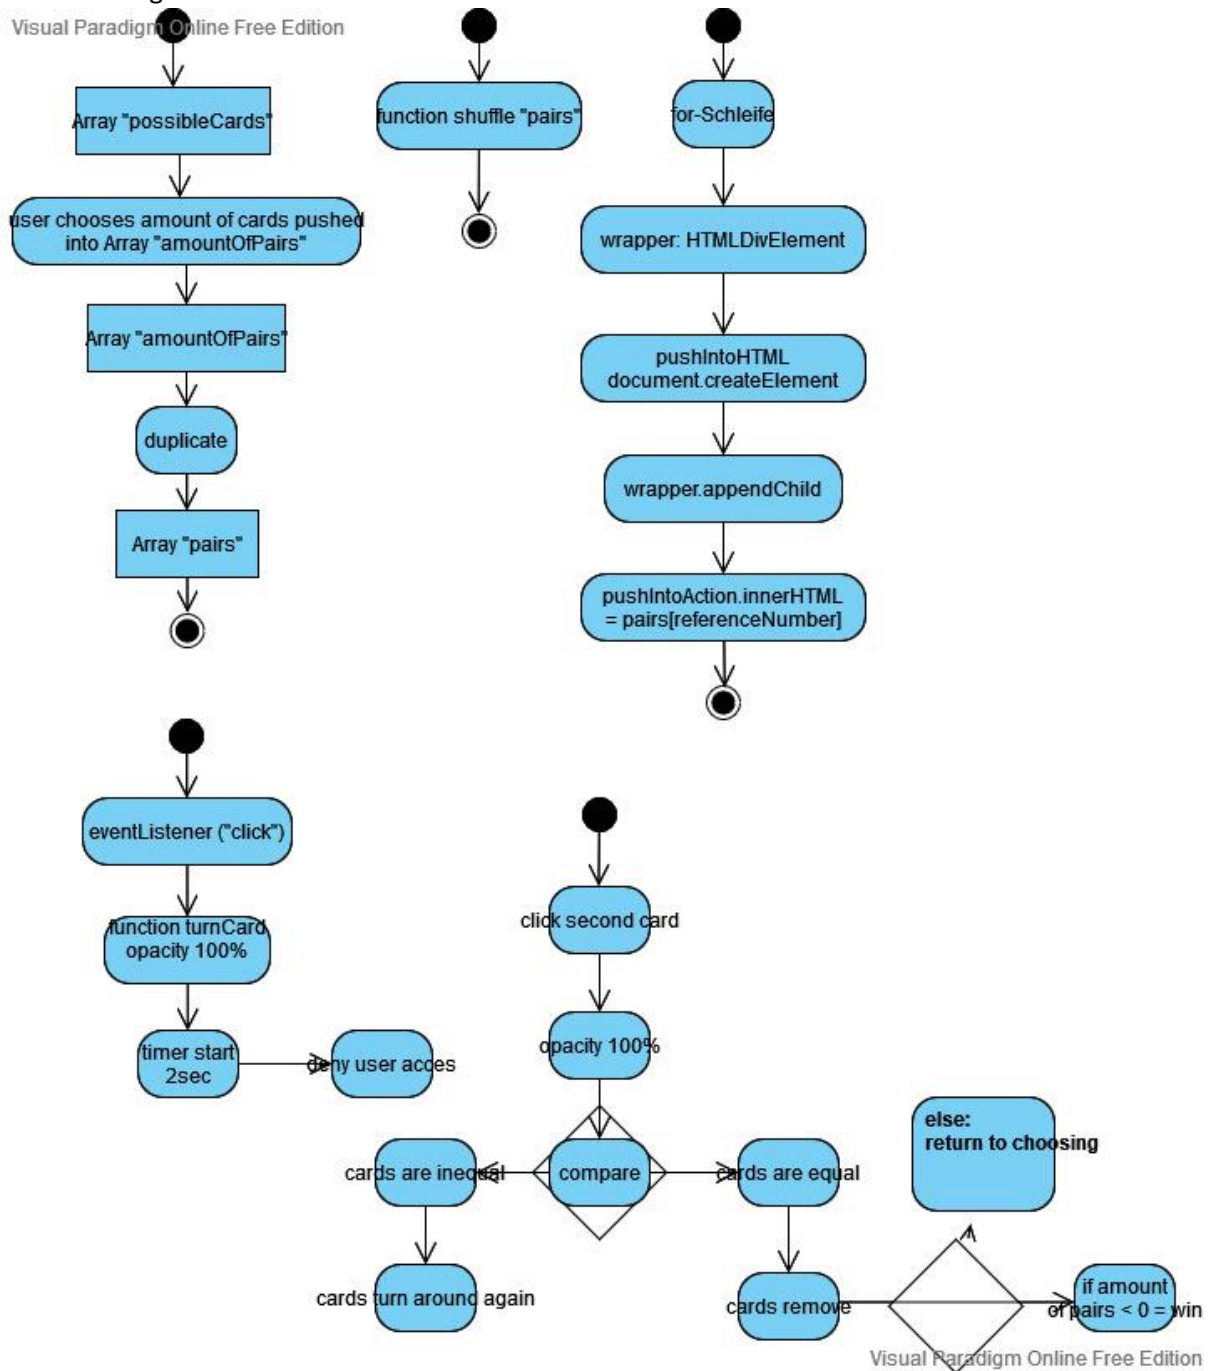 Visual Paradigm Online Free Edition
Array "possibleCards"
user chooses amount of cards pushed
into Array "amountOfPairs"
Array "amountOfPairs"
duplicate
Array "pairs"
function shuffle "pairs"
for-Schleife
wrapper: HTMLDivElement
pushIntoHTML
document.createElement
wrapper.appendChild
pushIntoAction.innerHTML
= pairs[referenceNumber]
eventListener ("click")
function turnCard
opacity 100%
timer start
2sec
deny user acces
click second card
opacity 100%
compare
cards are inequal
cards turn around again
cards are equal
cards remove
else:
return to choosing
if amount
of pairs < 0 = win
Visual Paradigm Online Free Edition